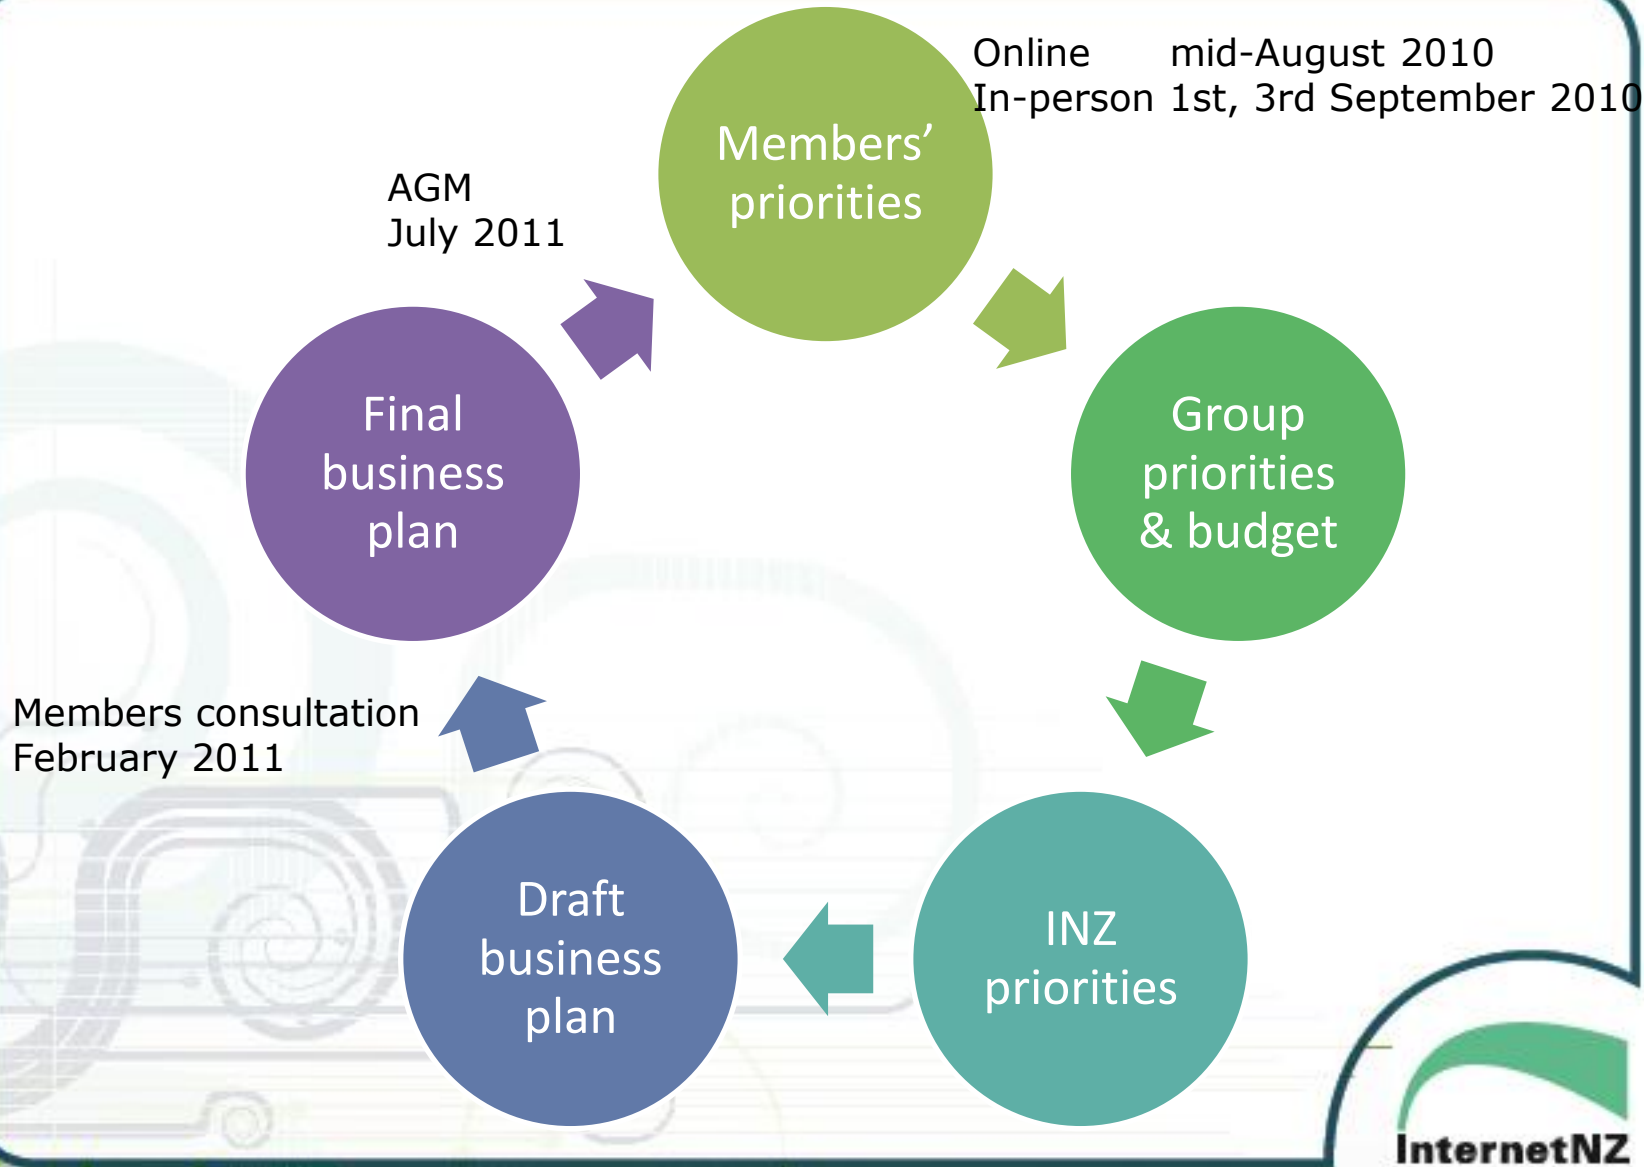 Online mid-August 2010
In-person 1st, 3rd September 2010
Members’
priorities
AGM
July 2011
Final
business
plan
Group
priorities
& budget
Members consultation
February 2011
Draft
business
plan
INZ
priorities
InternetNZ